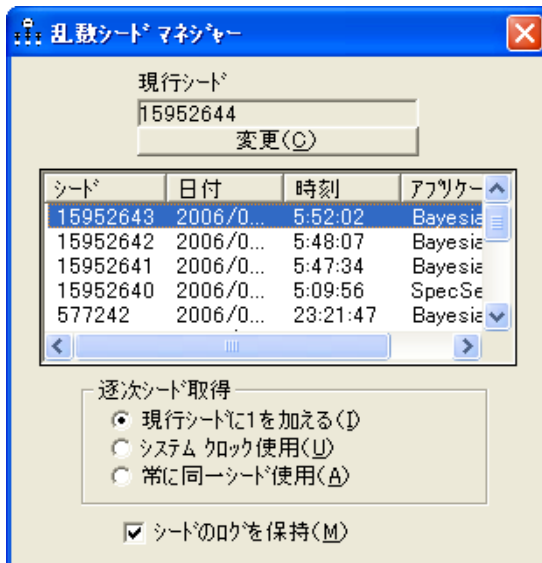 乱数シード マネジャー
現行シード
15952644
変更(C)
シード 日付 時刻 アプリケー
15952643 2006/0... 5:52:02 Bayesia
15952642 2006/0... 5:48:07 Bayesia
15952641 2006/0... 5:47:34 Bayesia
15952640 2006/0... 5:09:56 SpecSe
577242 2006/0... 23:21:47 Bayesia
逐次シード取得
現行シードに1を加える(I)
システム クロック使用(U)
常に同一シード使用(A)
シードのログを保持(M)